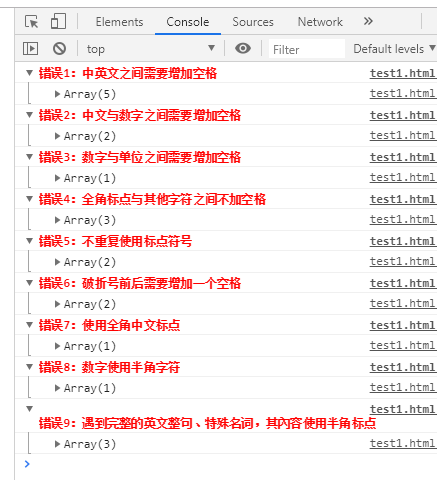 Elements Console Sources Network »
top Filter Default levels
错误1：中英文之间需要增加空格 test1.html
Array(5) test1.html
错误2：中文与数字之间需要增加空格 test1.html
Array(2) test1.html
错误3：数字与单位之间需要增加空格 test1.html
Array(1) test1.html
错误4：全角标点与其他字符之间不加空格 test1.html
Array(3) test1.html
错误5：不重复使用标点符号 test1.html
Array(2) test1.html
错误6：破折号前后需要增加一个空格 test1.html
Array(2) test1.html
错误7：使用全角中文标点 test1.html
Array(1) test1.html
错误8：数字使用半角字符 test1.html
Array(1) test1.html
test1.html
错误9：遇到完整的英文整句、特殊名词，其內容使用半角标点
Array(3) test1.html